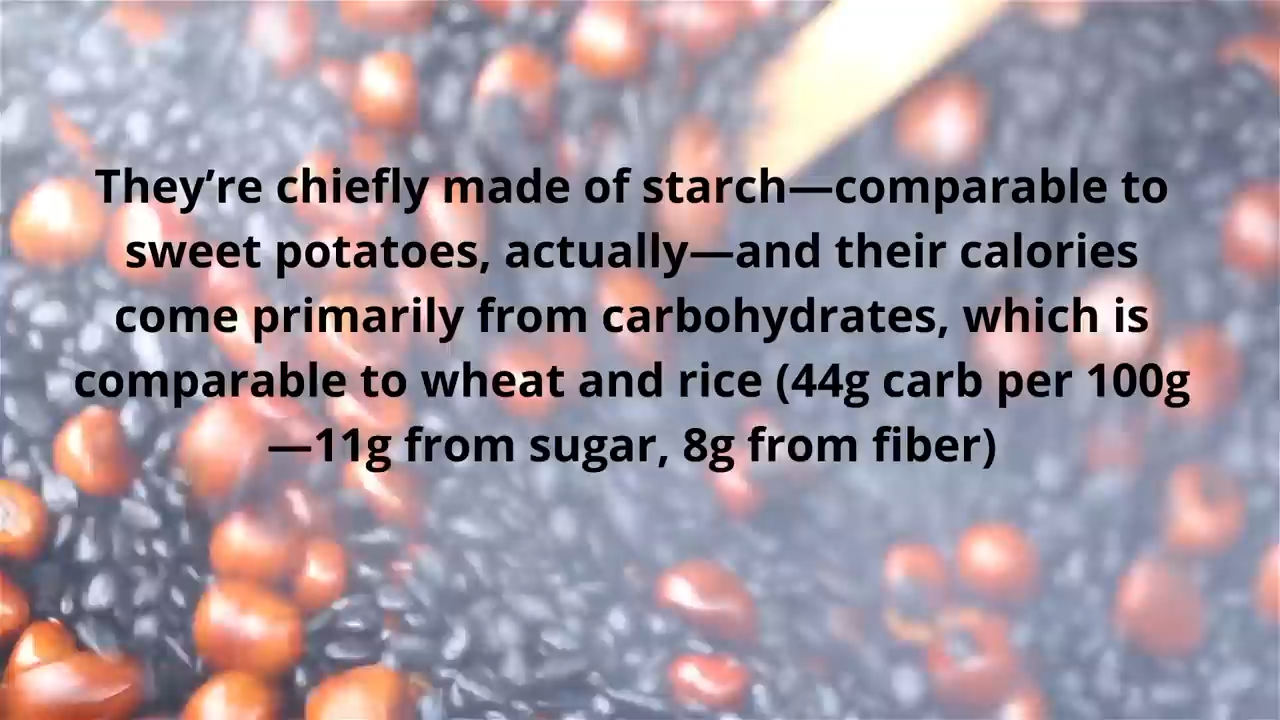 They’re chiefly made of starch—comparable to
sweet potatoes, actually—and their calories
come primarily from carbohydrates, which is
comparable to wheat and rice (44g carb per 100g
—11g from sugar, 8g from fiber)